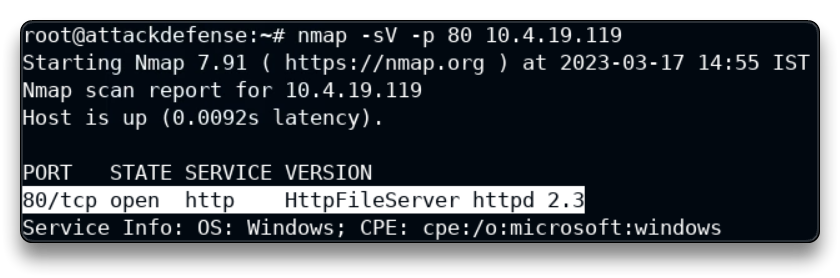 root@attackdefense:~# nmap -sV -p 80 10.4.19.119
Starting Nmap 7.91 ( https://nmap.org ) at 2023-03-17 14:55 IST
Nmap scan report for 10.4.19.119
Host is up (0.0092s latency).

PORT   STATE SERVICE VERSION
80/tcp open  http    HttpFileServer httpd 2.3
Service Info: OS: Windows; CPE: cpe:/o:microsoft:windows